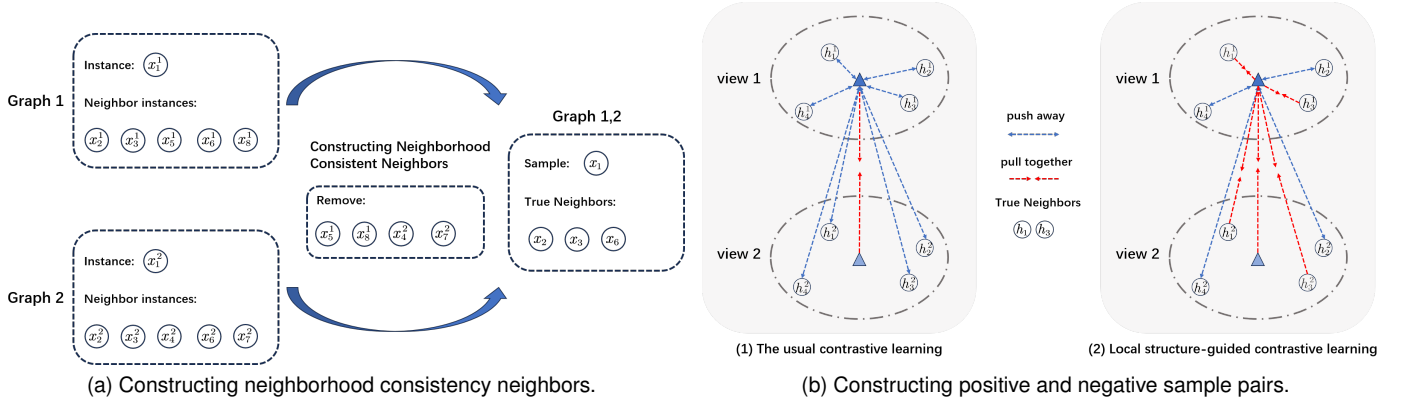 Graph 1
Instance: x_1^1
Neighbor instances:
x_2^1 x_3^1 x_5^1 x_6^1 x_8^1
Graph 2
Instance: x_1^2
Neighbor instances:
x_2^2 x_3^2 x_4^2 x_6^2 x_7^2
Constructing Neighborhood
Consistent Neighbors
Remove:
x_5^1 x_8^1 x_4^2 x_7^2
Graph 1,2
Sample: x_1
True Neighbors:
x_2 x_3 x_6
(a) Constructing neighborhood consistency neighbors.
view 1
h_1^1
h_2^1
h_3^1
h_4^1
view 2
h_1^2
h_2^2
h_3^2
h_4^2
(1) The usual contrastive learning
push away
pull together
True Neighbors
h_1 h_3
view 1
h_1^1
h_2^1
h_3^1
h_4^1
view 2
h_1^2
h_2^2
h_3^2
h_4^2
(2) Local structure-guided contrastive learning
(b) Constructing positive and negative sample pairs.